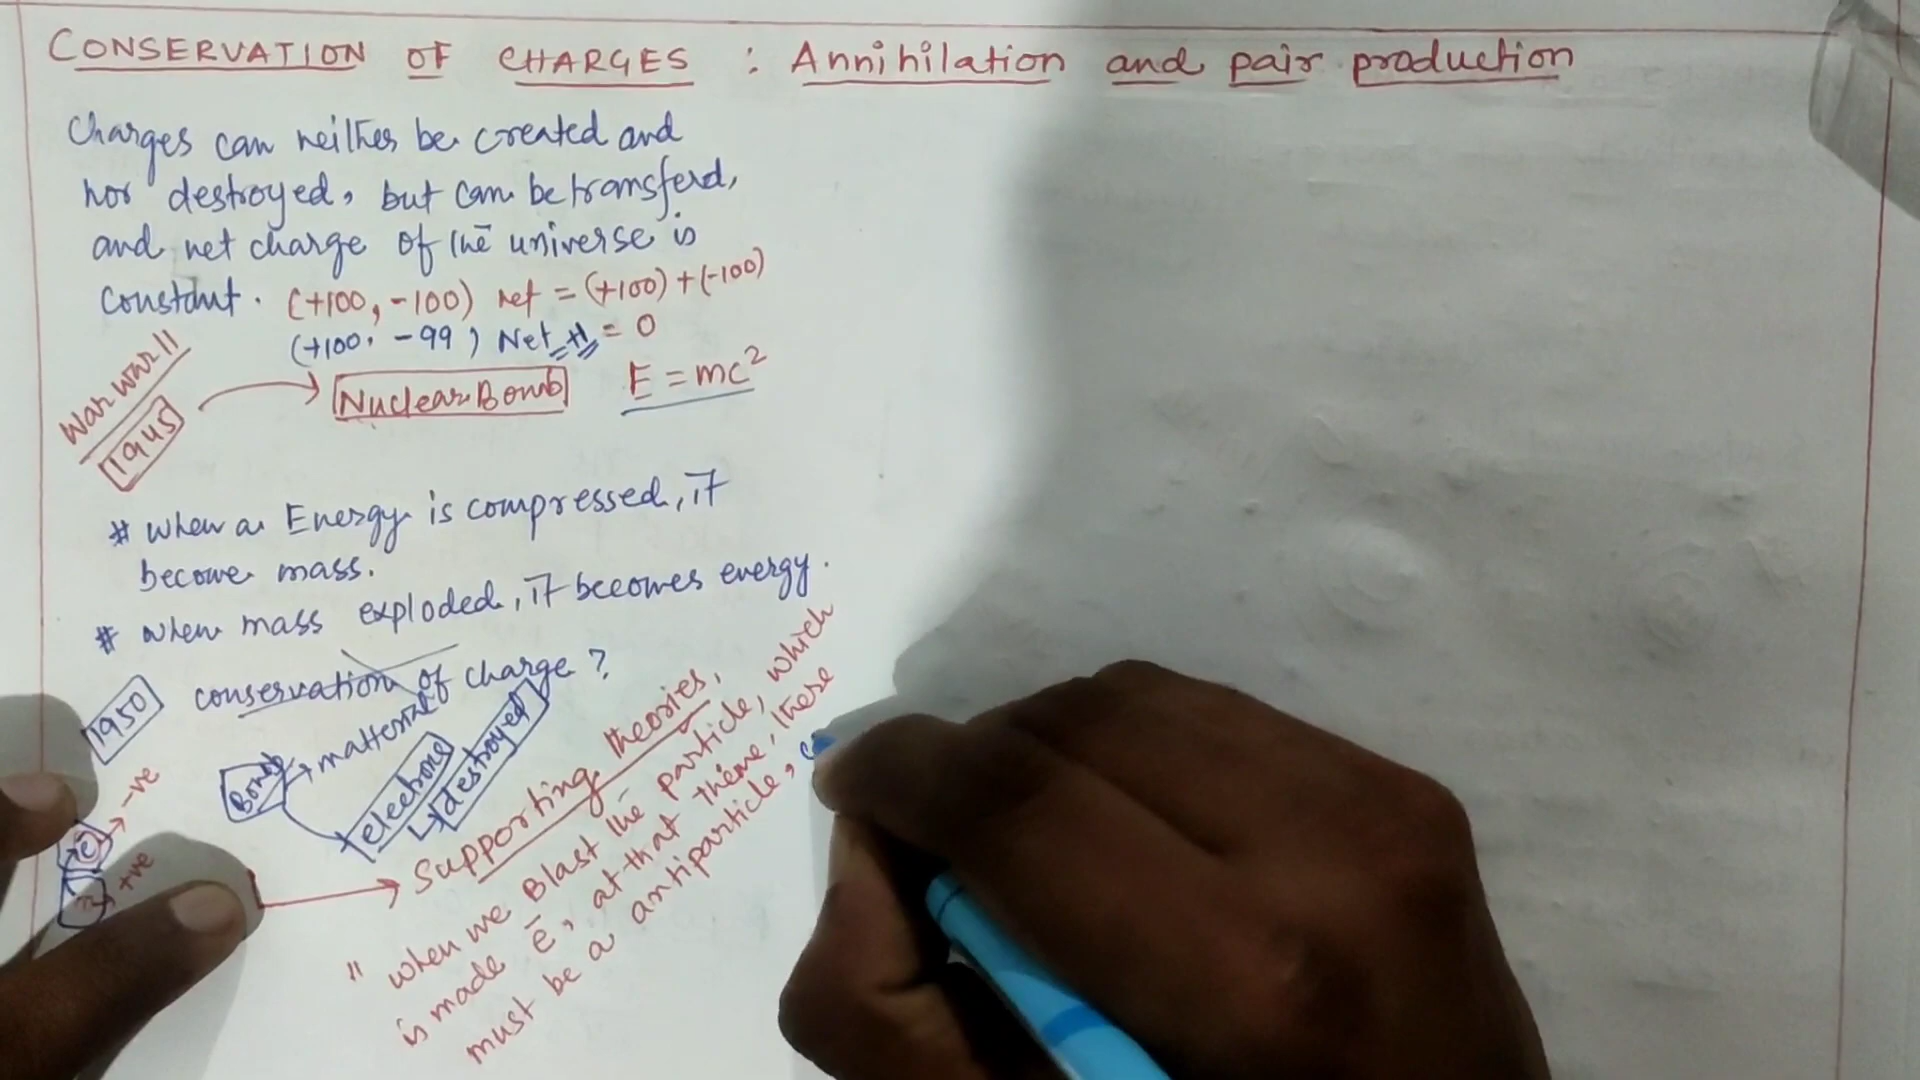 CONSERVATION OF CHARGES : Annihilation and pair production
Charges can neither be created and
nor destroyed, but can be transferd,
and net charge of the universe is
constant. (+100, -100) net = (+100) + (-100)
(+100, -99) Net +1 = 0
War war II
1945
Nuclear Bomb
E = mc²
# when a Energy is compressed, it
become mass.
# when mass exploded, it becomes energy.
1950
conservation of charge ?
Bomb → matterial
electrons
destroyed
-ve
+ve
Supporting theories,
" when we Blast the particle, which
is made ē, at that theme, there
must be a antiparticle,